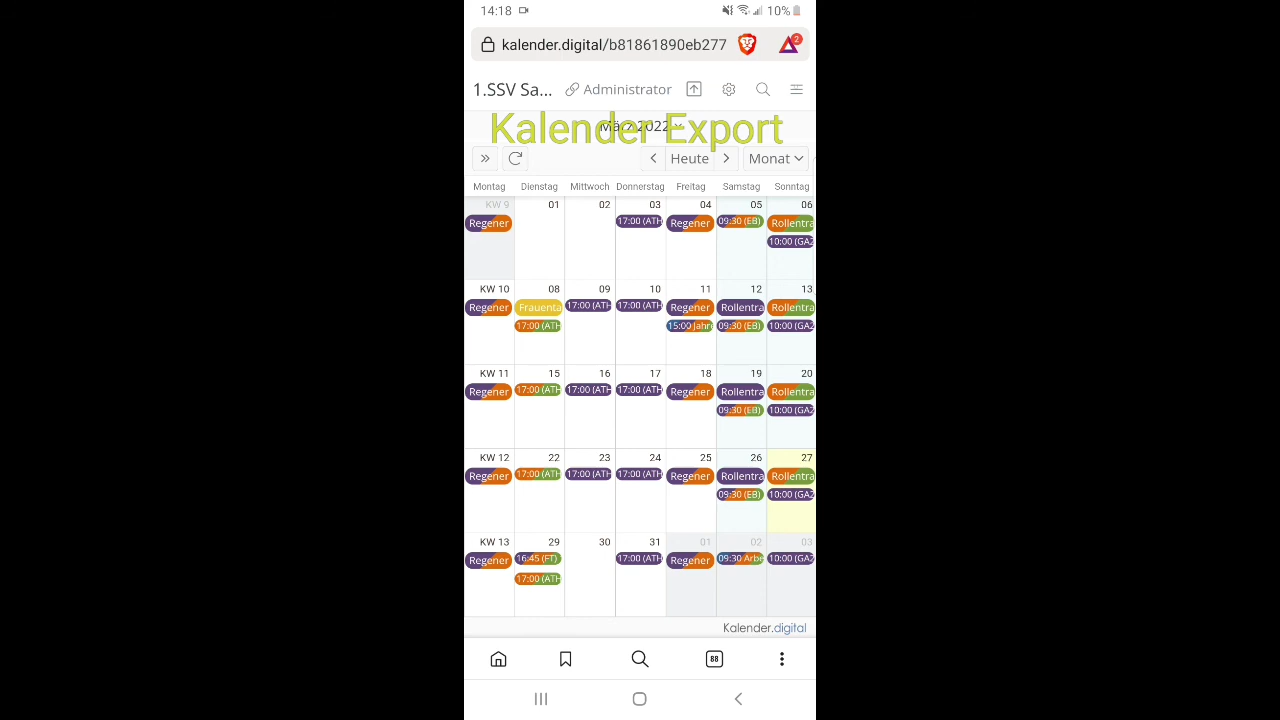 14:18 10%
kalender.digital/b81861890eb277 2
1.SSV Sa... Administrator
Kalender Export
März 2022
Heute Monat
Montag Dienstag Mittwoch Donnerstag Freitag Samstag Sonntag
KW 9 01 02 03 04 05 06
Regener 17:00 (ATH Regener 09:30 (EB) Rollentra
10:00 (GAZ
KW 10 08 09 10 11 12 13
Regener Frauenta 17:00 (ATH 17:00 (ATH Regener Rollentra Rollentra
17:00 (ATH 15:00 Jahre 09:30 (EB) 10:00 (GAZ
KW 11 15 16 17 18 19 20
Regener 17:00 (ATH 17:00 (ATH 17:00 (ATH Regener Rollentra Rollentra
09:30 (EB) 10:00 (GAZ
KW 12 22 23 24 25 26 27
Regener 17:00 (ATH 17:00 (ATH 17:00 (ATH Regener Rollentra Rollentra
09:30 (EB) 10:00 (GAZ
KW 13 29 30 31 01 02 03
Regener 16:45 (FT) 17:00 (ATH Regener 09:30 Arbe 10:00 (GAZ
17:00 (ATH
Kalender.digital
88